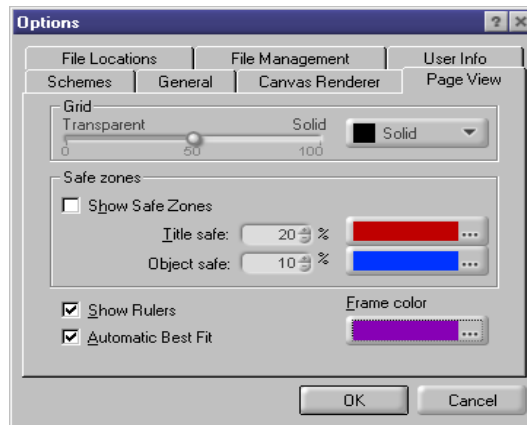 Options
File Locations File Management User Info
Schemes General Canvas Renderer Page View
Grid
Transparent Solid
Solid
0 50 100
Safe zones
Show Safe Zones
Title safe: 20 % ...
Object safe: 10 % ...
Show Rulers
Frame color
Automatic Best Fit ...
OK Cancel